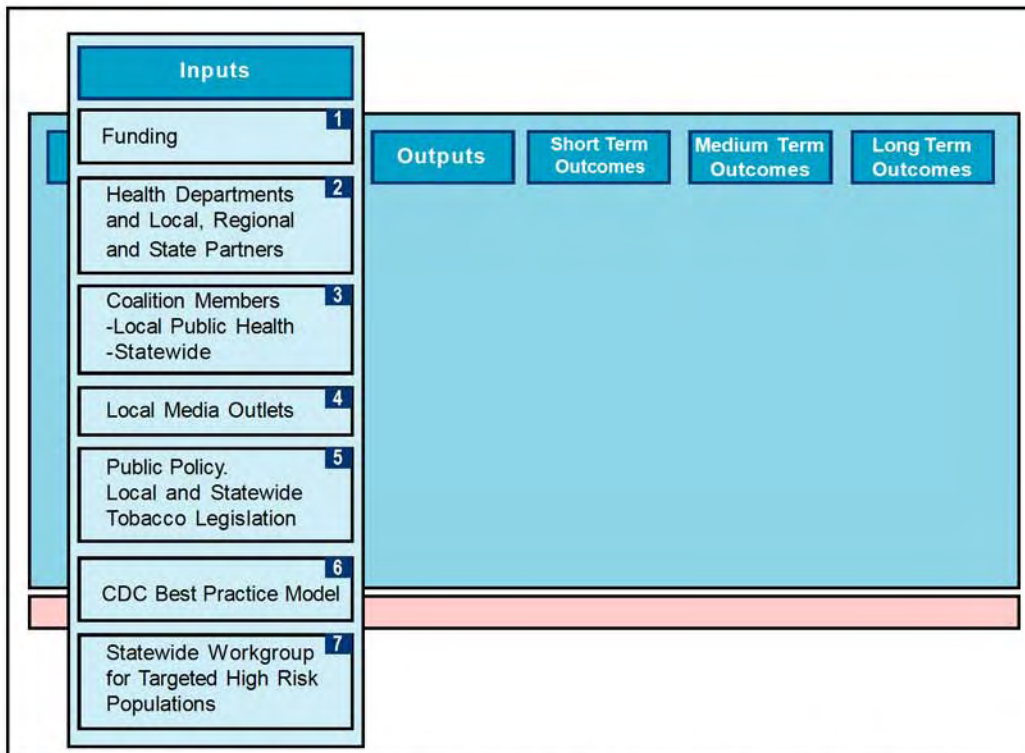 Inputs
1
Funding
2
Health Departments
and Local, Regional
and State Partners
3
Coalition Members
-Local Public Health
-Statewide
4
Local Media Outlets
5
Public Policy.
Local and Statewide
Tobacco Legislation
6
CDC Best Practice Model
7
Statewide Workgroup
for Targeted High Risk
Populations
Outputs
Short Term
Outcomes
Medium Term
Outcomes
Long Term
Outcomes